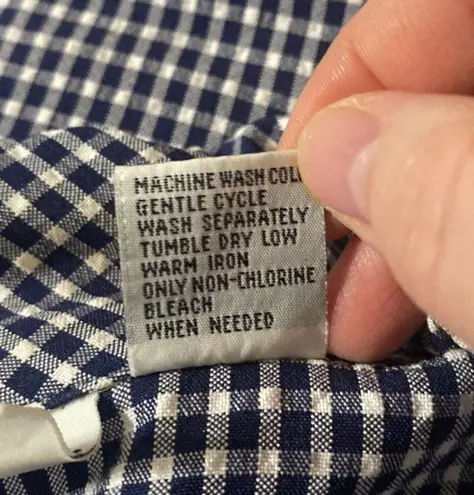 MACHINE WASH COL
GENTLE CYCLE
WASH SEPARATELY
TUMBLE DRY LOW
WARM IRON
ONLY NON-CHLORINE
BLEACH
WHEN NEEDED